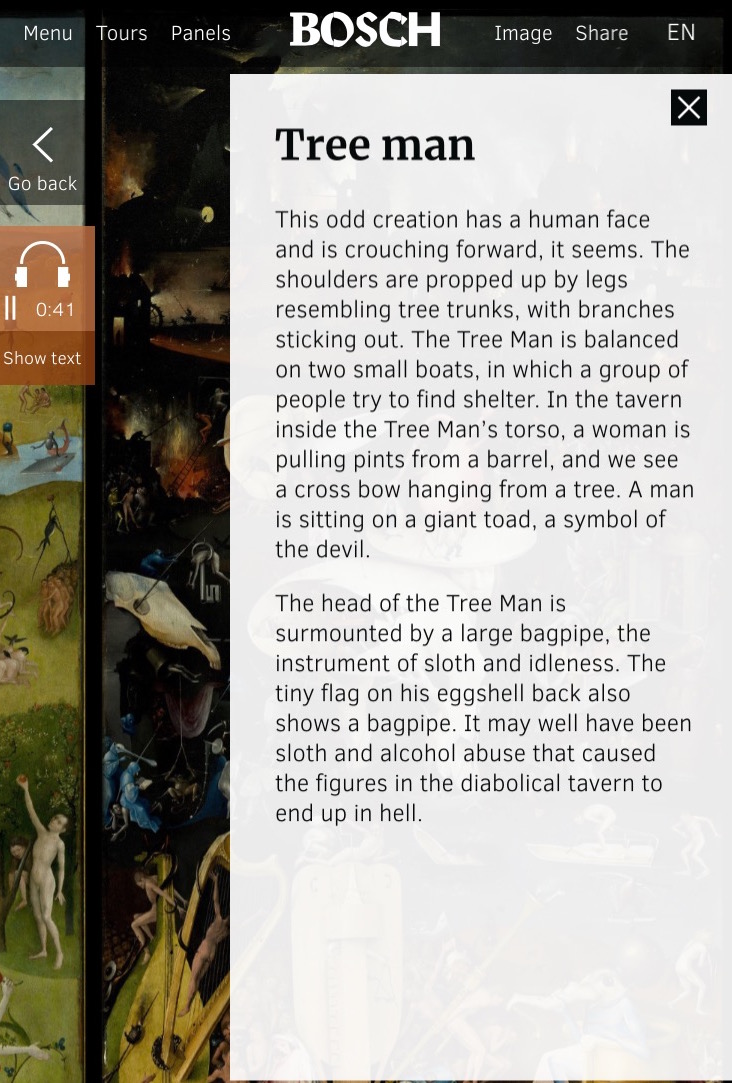 Menu Tours Panels BOSCH Image Share EN
Go back
0:41
Show text
Tree man
This odd creation has a human face
and is crouching forward, it seems. The
shoulders are propped up by legs
resembling tree trunks, with branches
sticking out. The Tree Man is balanced
on two small boats, in which a group of
people try to find shelter. In the tavern
inside the Tree Man’s torso, a woman is
pulling pints from a barrel, and we see
a cross bow hanging from a tree. A man
is sitting on a giant toad, a symbol of
the devil.
The head of the Tree Man is
surmounted by a large bagpipe, the
instrument of sloth and idleness. The
tiny flag on his eggshell back also
shows a bagpipe. It may well have been
sloth and alcohol abuse that caused
the figures in the diabolical tavern to
end up in hell.